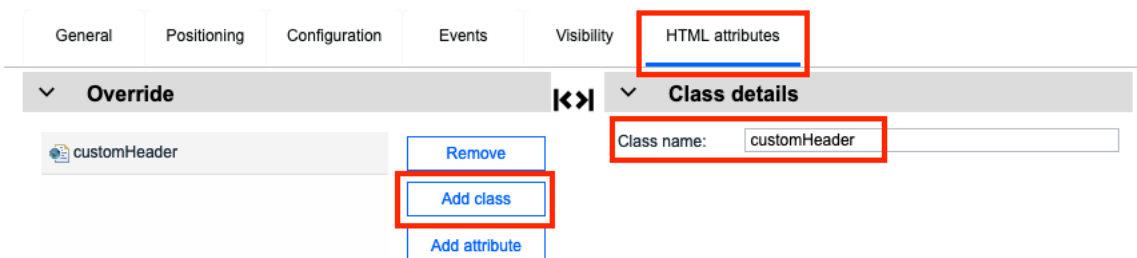 General Positioning Configuration Events Visibility HTML attributes
Override
Class details
customHeader
Remove
Class name: customHeader
Add class
Add attribute